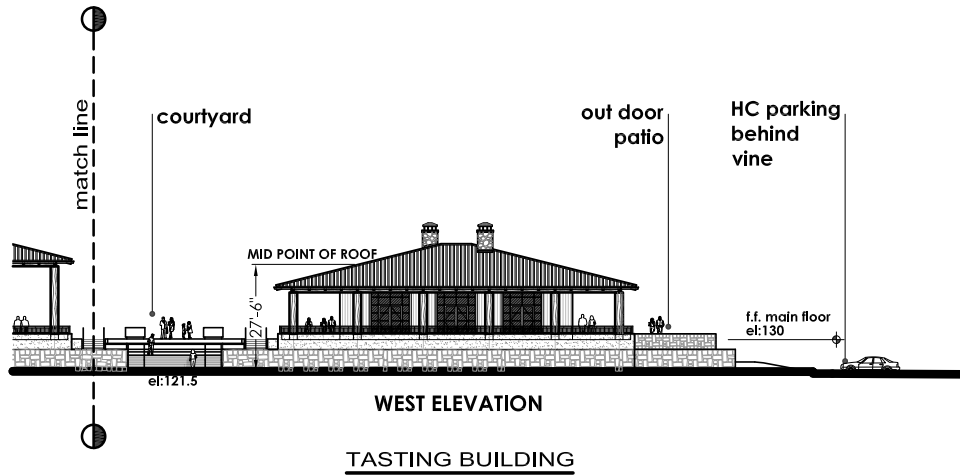 match line
courtyard
out door
patio
HC parking
behind
vine
MID POINT OF ROOF
27'-6"
f.f. main floor
el:130
el:121.5
WEST ELEVATION
TASTING BUILDING